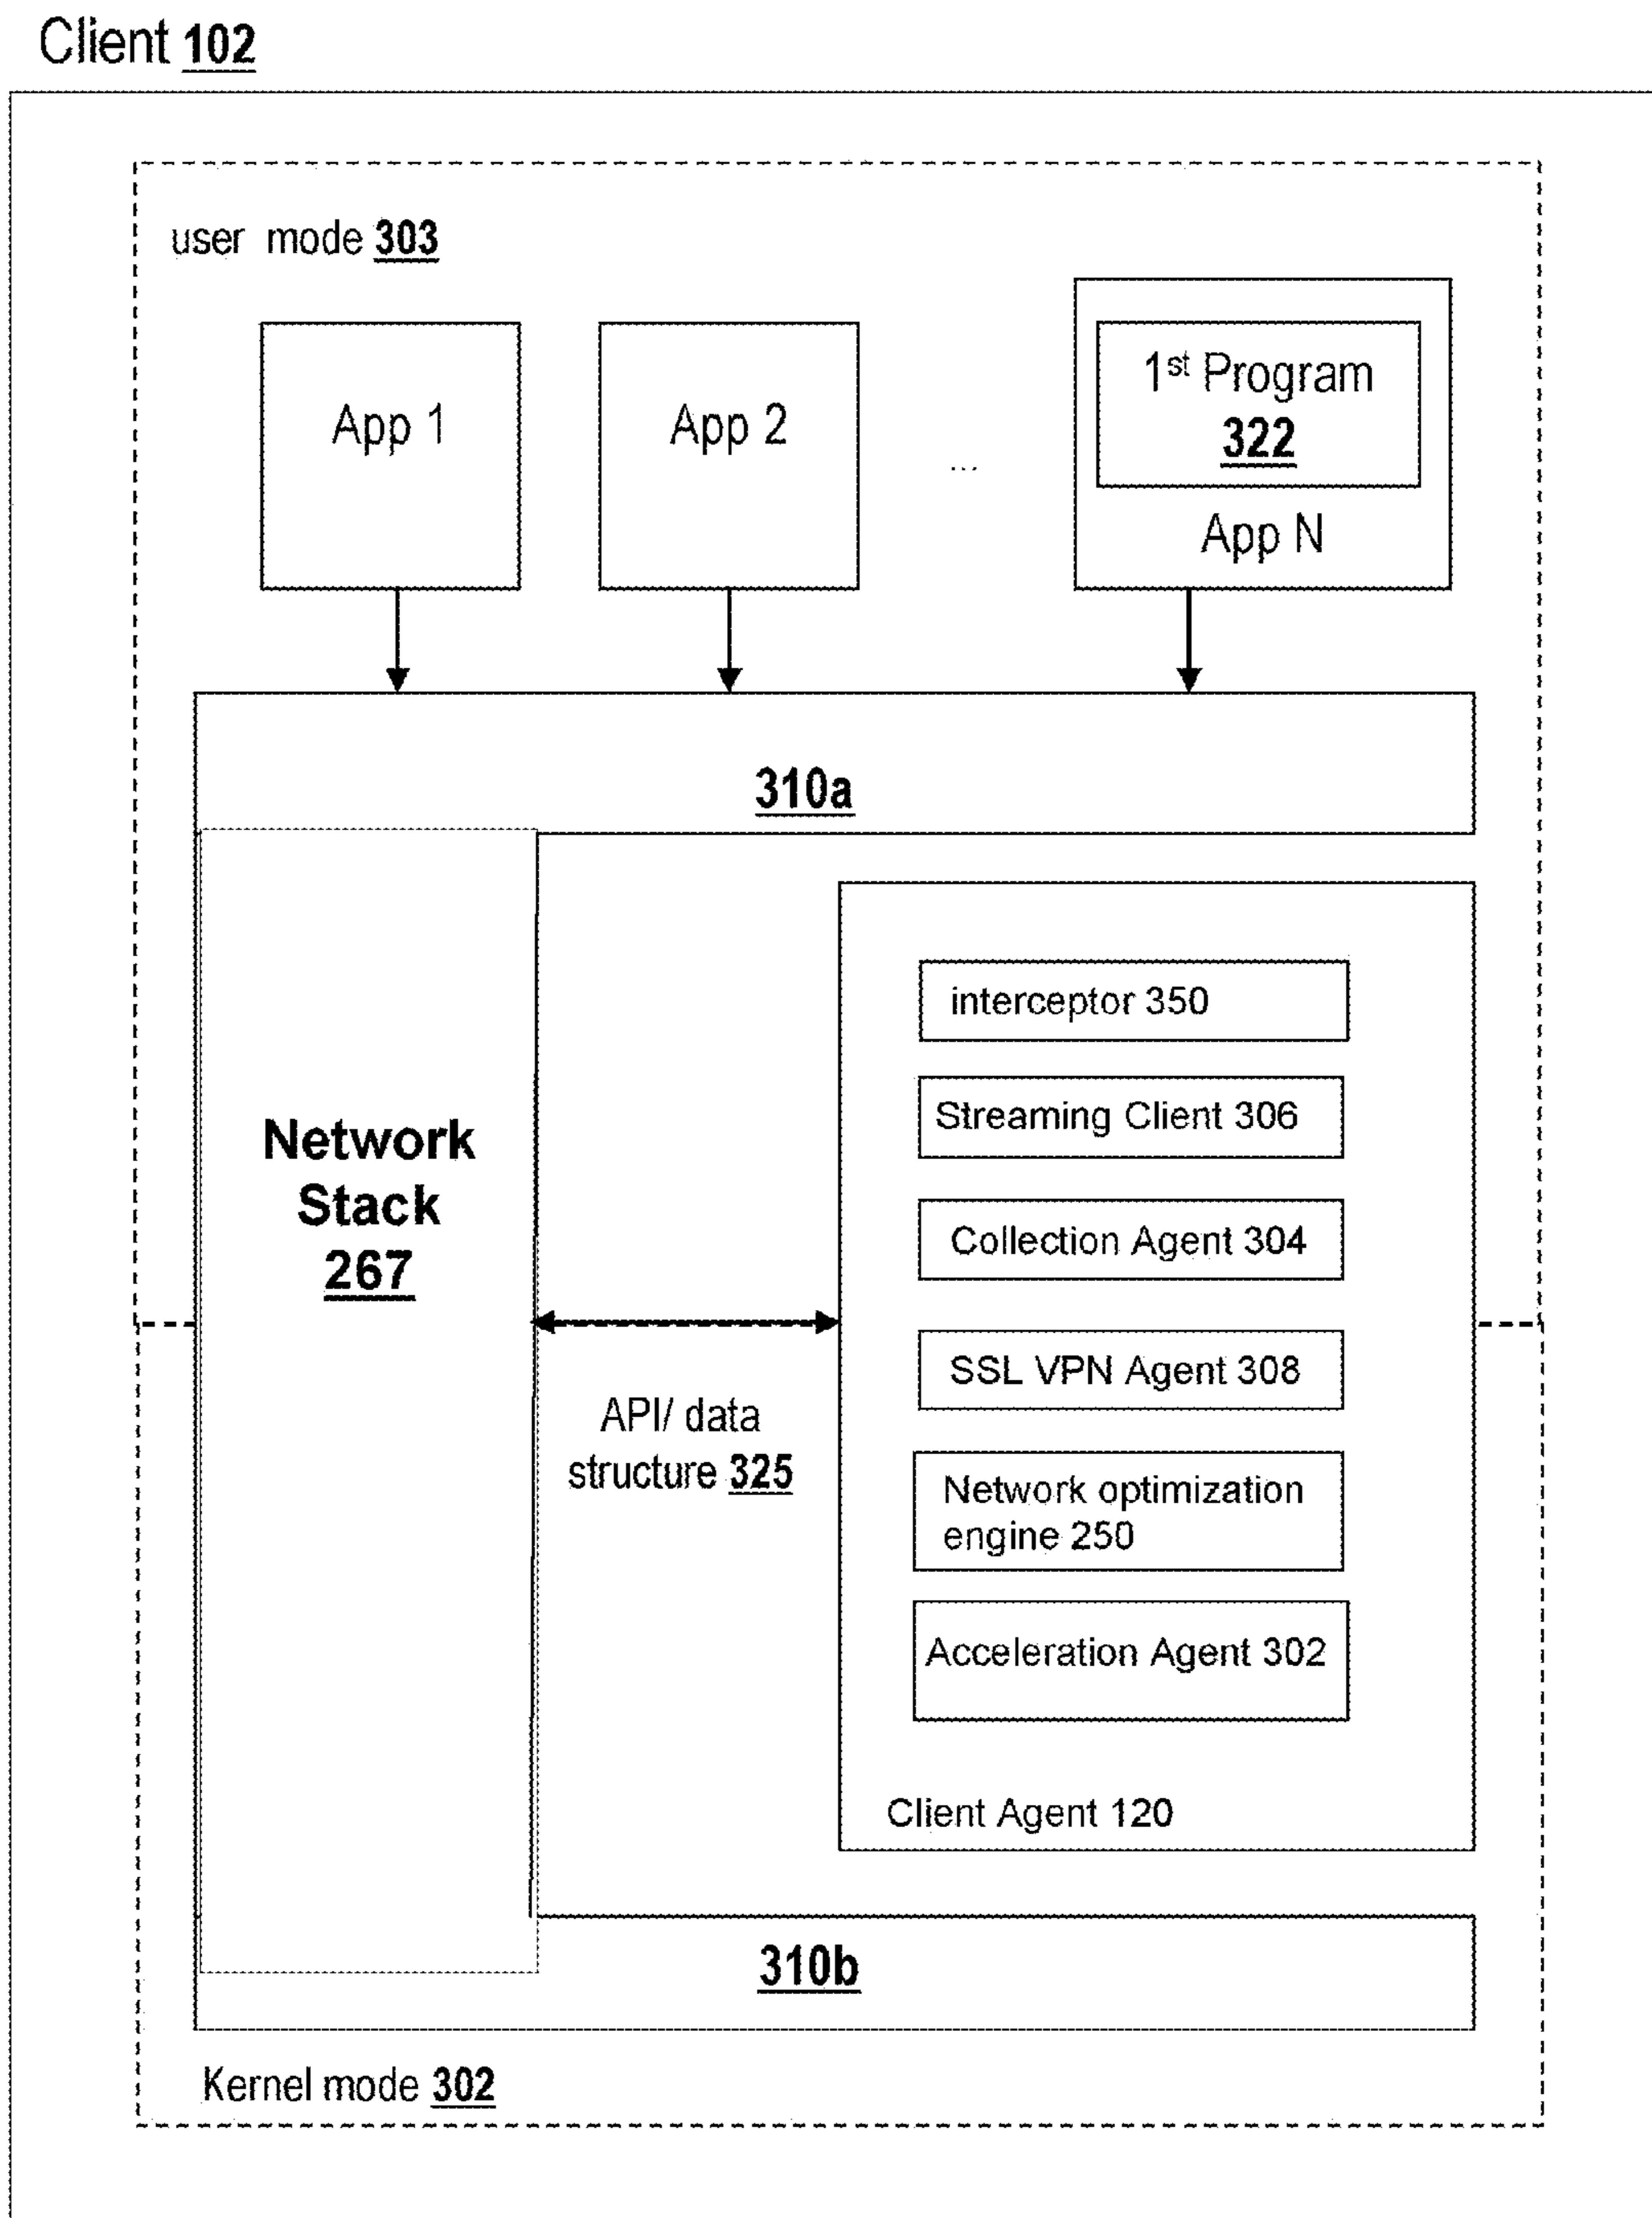 Client 102
user mode 303
App 1
App 2
...
1st Program
322
App N
310a
Network
Stack
267
API/ data
structure 325
interceptor 350
Streaming Client 306
Collection Agent 304
SSL VPN Agent 308
Network optimization
engine 250
Acceleration Agent 302
Client Agent 120
310b
Kernel mode 302